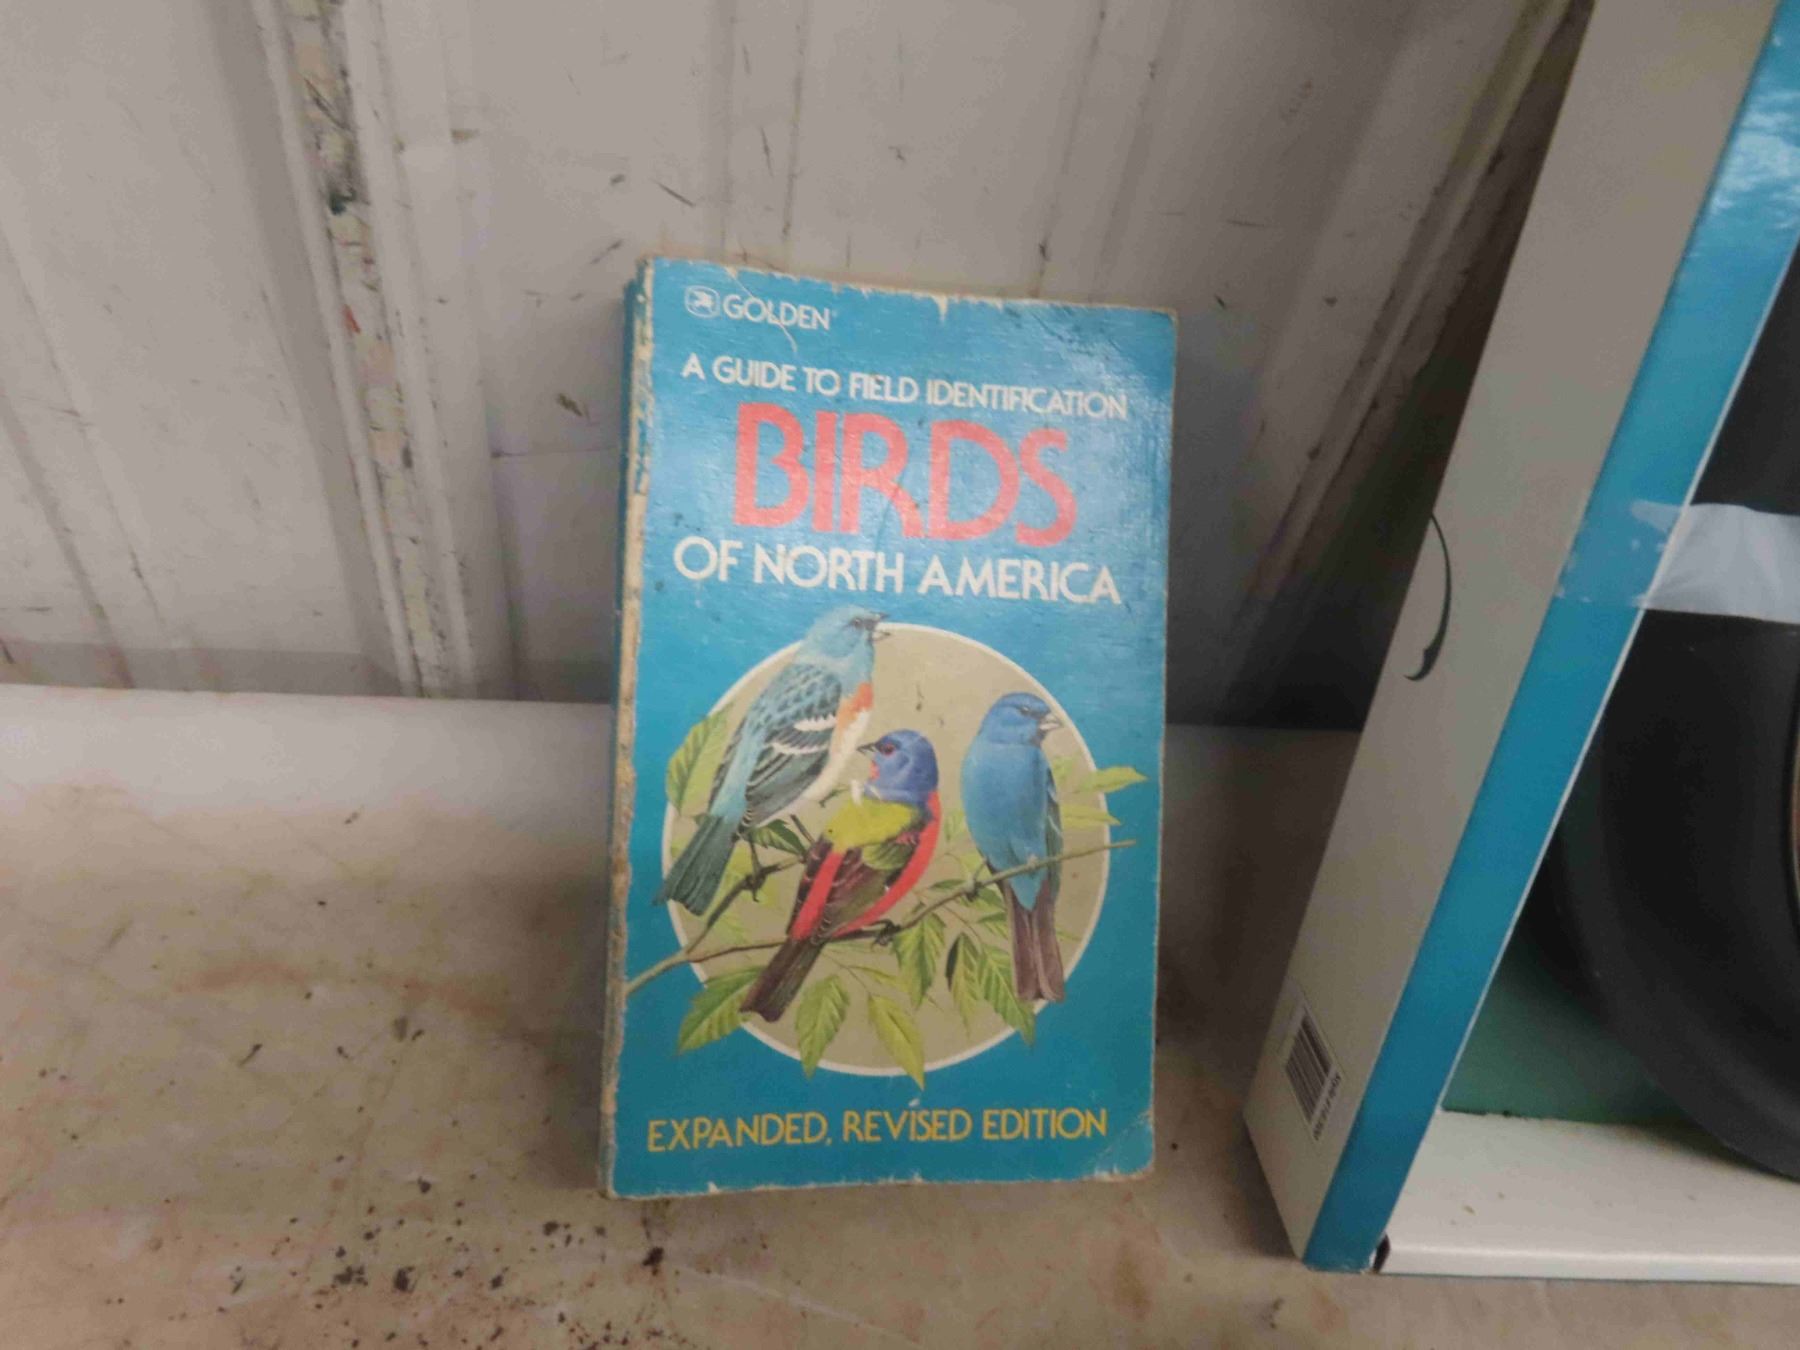 GOLDEN
A GUIDE TO FIELD IDENTIFICATION
BIRDS
OF NORTH AMERICA
EXPANDED, REVISED EDITION